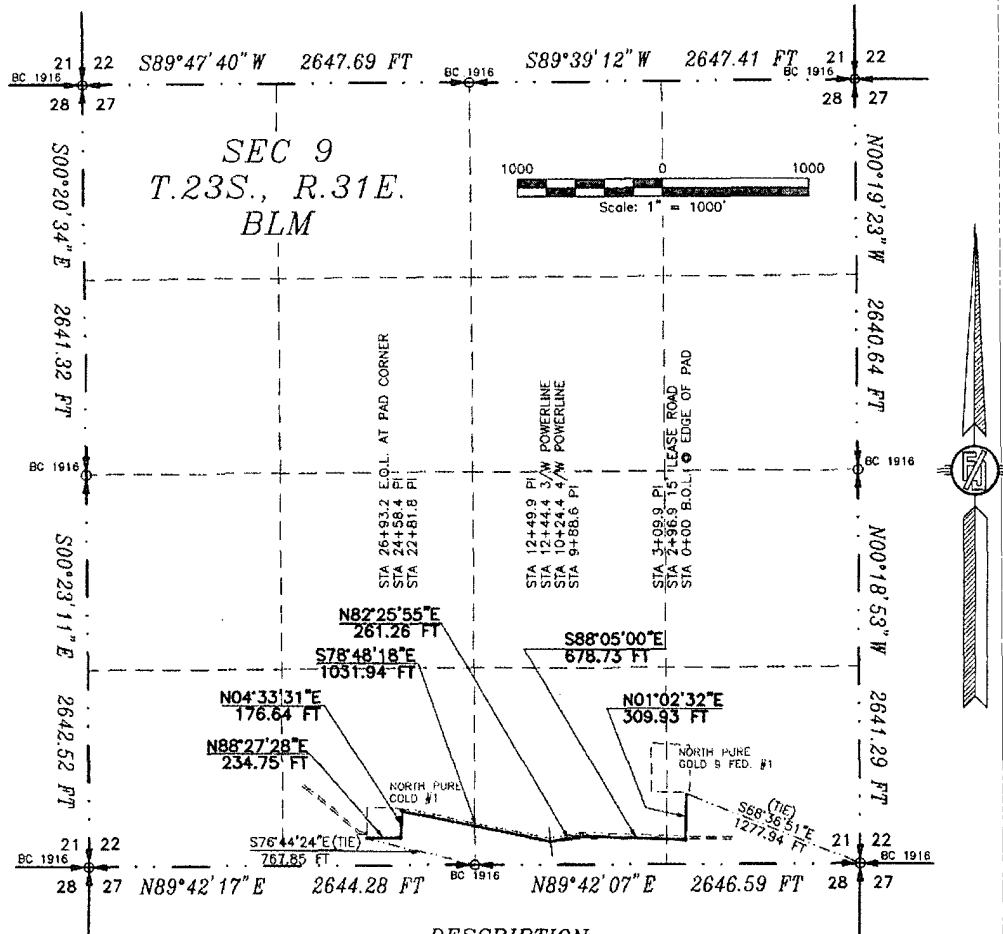 S89°47'40"W 2647.69 FT
S89°39'12"W 2647.41 FT
21 22
BC 1916
28 27
BC 1916
21 22
BC 1916
28 27
SEC 9
T.23S., R.31E.
BLM
1000 0 1000
Scale: 1" = 1000'
S00°20'34"E 2641.32 FT
N00°19'23"W 2640.64 FT
STA 26+93.2 E.O.L. AT PAD CORNER
STA 24+58.4 PI
STA 22+81.8 PI
STA 12+49.9 PI
STA 12+44.4 3/W POWERLINE
STA 10+24.4 4/W POWERLINE
STA 9+88.6 PI
STA 3+09.9 PI
STA 2+96.9 15' LEASE ROAD
STA 0+00 B.O.L. @ EDGE OF PAD
BC 1916
BC 1916
S00°23'11"E 2642.52 FT
N00°18'53"W 2641.29 FT
N82°25'55"E
261.26 FT
S78°48'18"E
1031.94 FT
S88°05'00"E
678.73 FT
N04°33'31"E
176.64 FT
N01°02'32"E
309.93 FT
N88°27'28"E
234.75 FT
NORTH PURE
GOLD #1
NORTH PURE
GOLD 9 FED. #1
S76°44'24"E(TIE)
767.85 FT
(TIE)
S68°36'51"E
1277.94 FT
21 22
28 27
BC 1916
21 22
BC 1916
28 27
N89°42'17"E 2644.28 FT
N89°42'07"E 2646.59 FT
DESCRIPTION